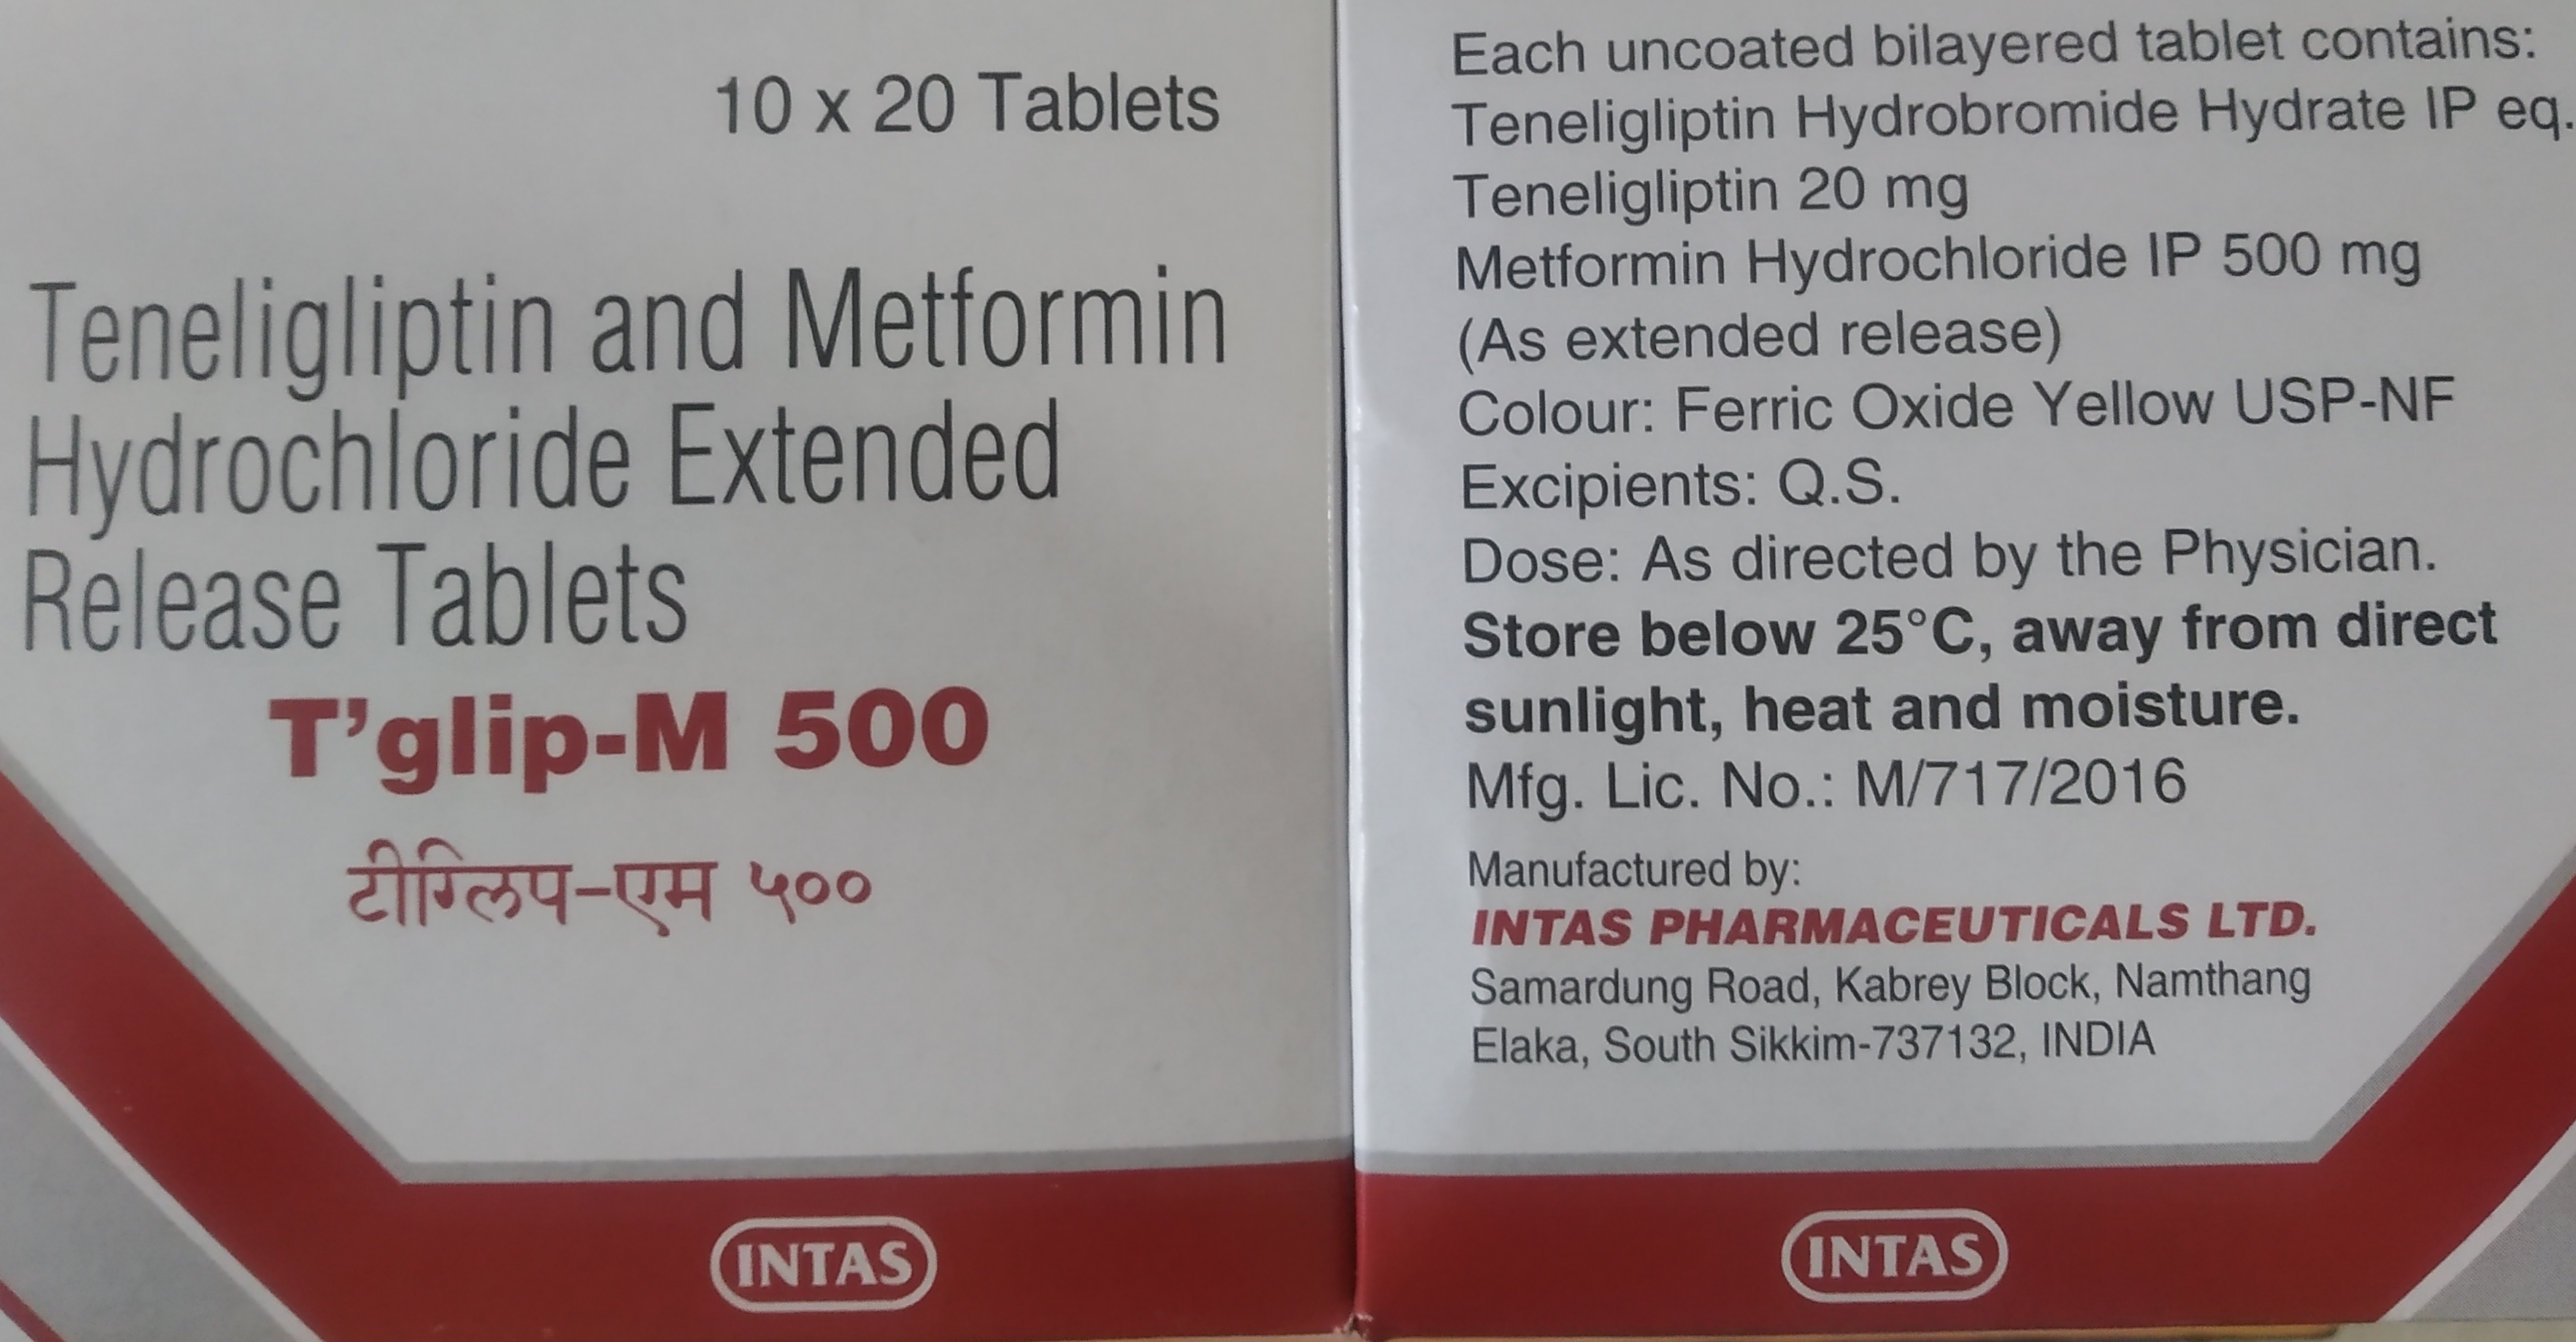 10 x 20 Tablets
Teneligliptin and Metformin
Hydrochloride Extended
Release Tablets
T'glip-M 500
टीग्लिप-एम ५००
INTAS
Each uncoated bilayered tablet contains:
Teneligliptin Hydrobromide Hydrate IP eq.
Teneligliptin 20 mg
Metformin Hydrochloride IP 500 mg
(As extended release)
Colour: Ferric Oxide Yellow USP-NF
Excipients: Q.S.
Dose: As directed by the Physician.
Store below 25°C, away from direct
sunlight, heat and moisture.
Mfg. Lic. No.: M/717/2016
Manufactured by:
INTAS PHARMACEUTICALS LTD.
Samardung Road, Kabrey Block, Namthang
Elaka, South Sikkim-737132, INDIA
INTAS